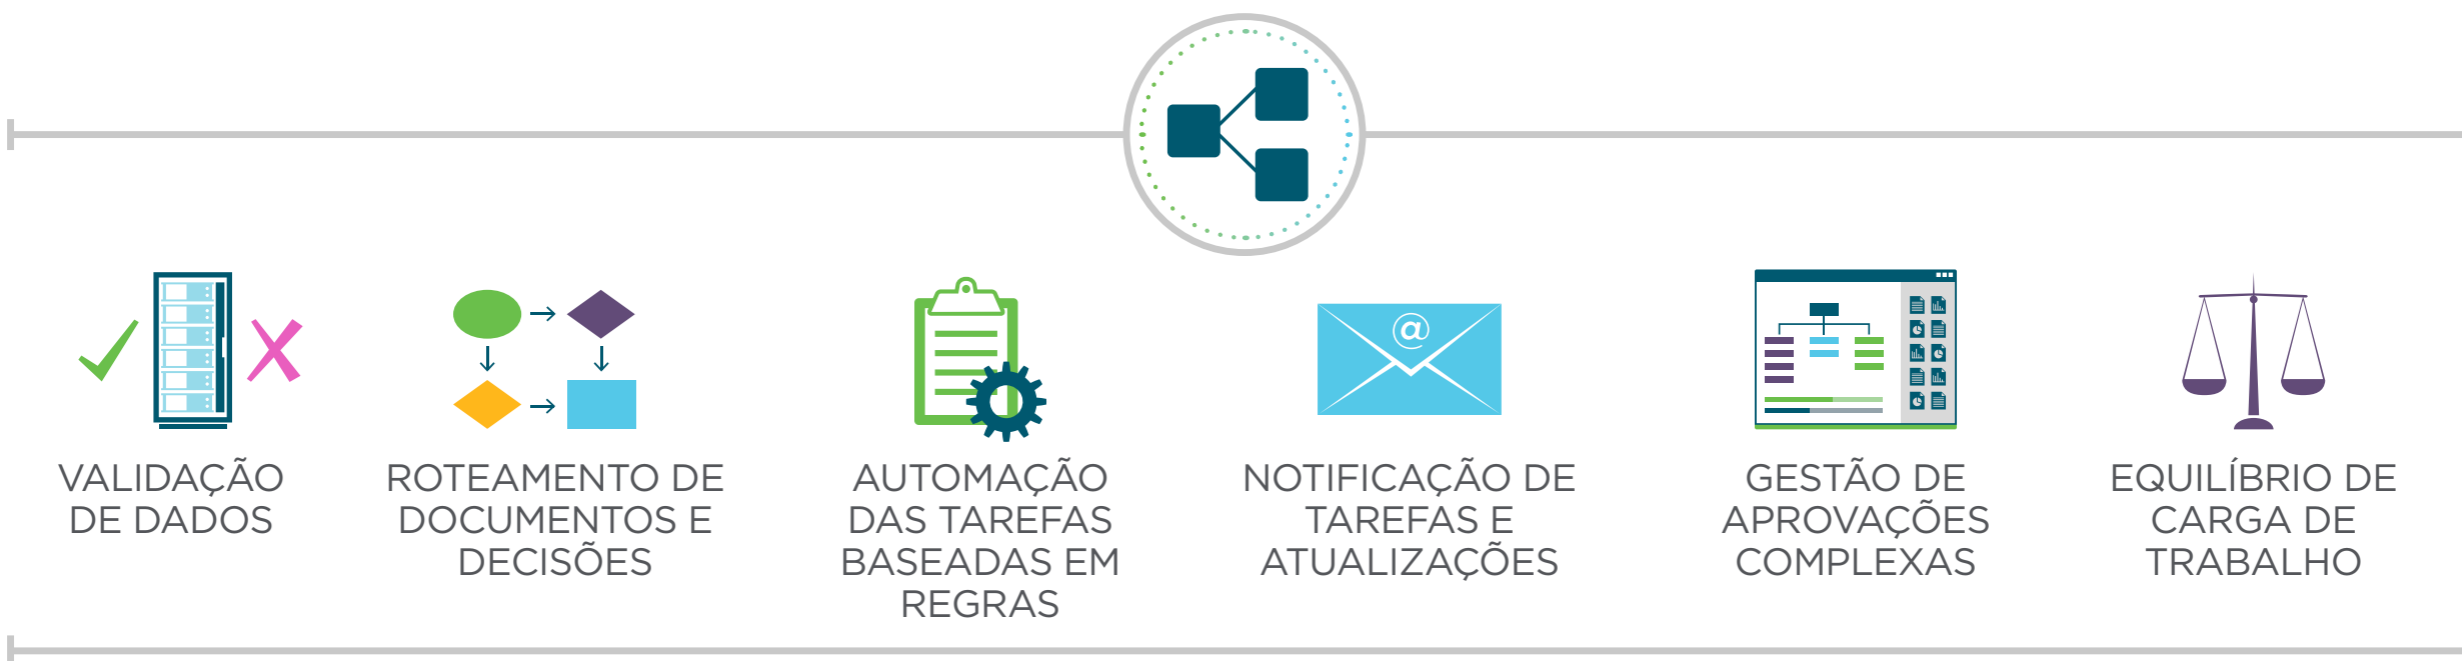 VALIDAÇÃO
DE DADOS
ROTEAMENTO DE
DOCUMENTOS E
DECISÕES
AUTOMAÇÃO
DAS TAREFAS
BASEADAS EM
REGRAS
@
NOTIFICAÇÃO DE
TAREFAS E
ATUALIZAÇÕES
GESTÃO DE
APROVAÇÕES
COMPLEXAS
EQUILÍBRIO DE
CARGA DE
TRABALHO